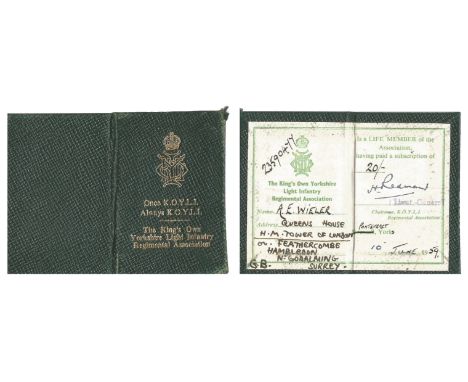 Once K.O.Y.L.I.
Always K.O.Y.L.I.
The King's Own
Yorkshire Light Infantry
Regimental Association
23590477
The King's Own Yorkshire
Light Infantry
Regimental Association
Name A.E. WIELER
Address QUEENS HOUSE
H.M. TOWER OF LONDON
or. FEATHERCOMBE
HAMBLEDON
Nr GODALMING
G.B. SURREY.
is a LIFE MEMBER of the
Association,
having paid a subscription of
20/-
Chairman, K.O.Y.L.I.
Regimental Association
PONTEFRACT, Yorks
10 June 1959